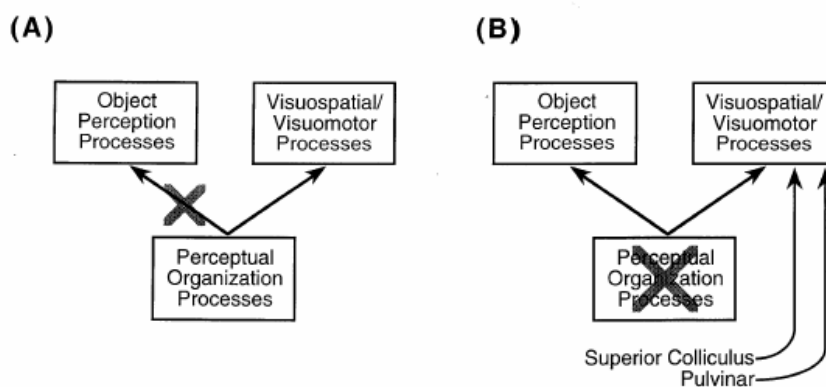 (A)
Object
Perception
Processes
Visuospatial/
Visuomotor
Processes
Perceptual
Organization
Processes
(B)
Object
Perception
Processes
Visuospatial/
Visuomotor
Processes
Perceptual
Organization
Processes
Superior Colliculus
Pulvinar